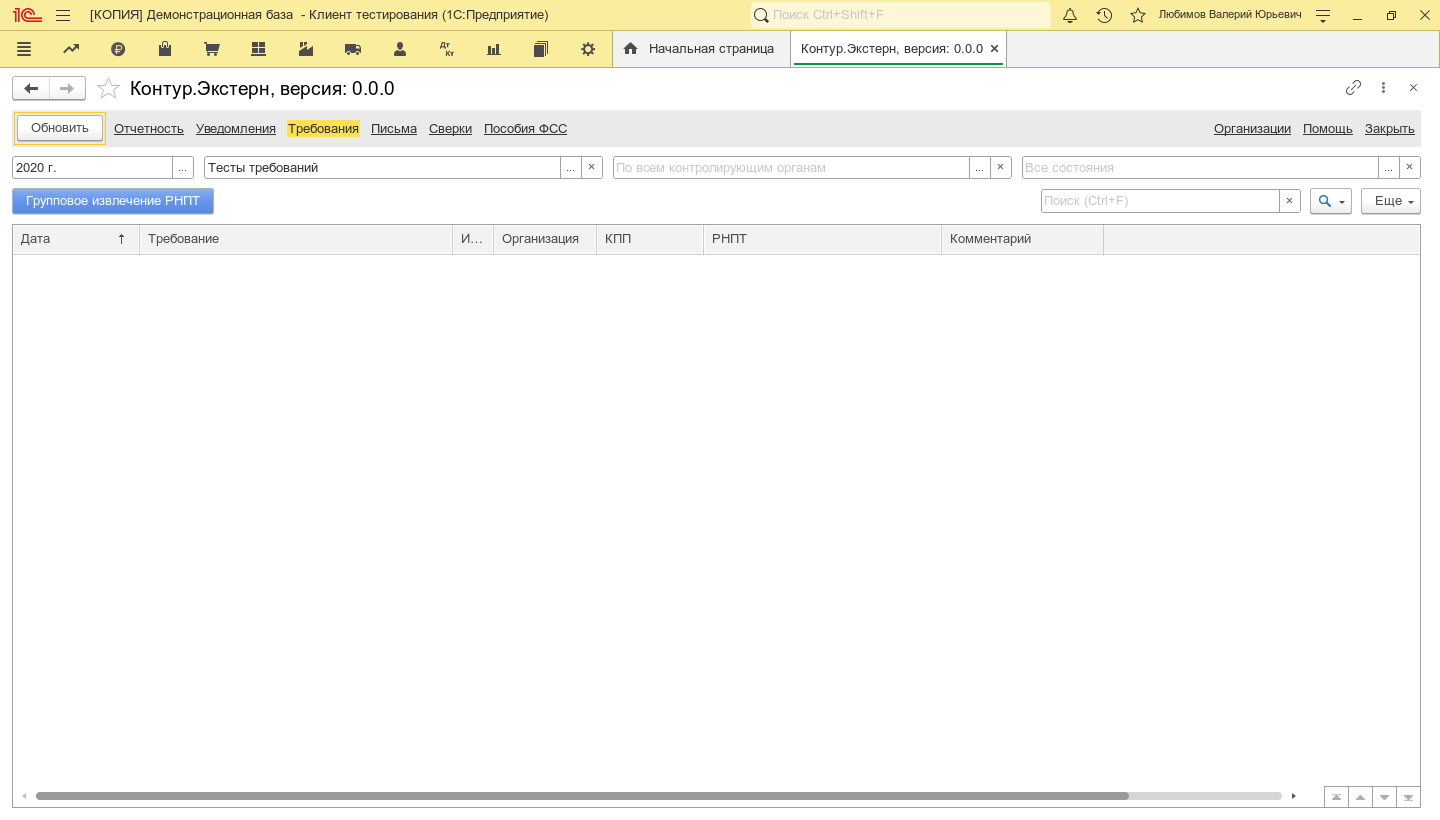 [КОПИЯ] Демонстрационная база - Клиент тестирования (1С:Предприятие) Поиск Ctrl+Shift+F Любимов Валерий Юрьевич
Дт Кт Начальная страница Контур.Экстерн, версия: 0.0.0
Контур.Экстерн, версия: 0.0.0
Обновить Отчетность Уведомления Требования Письма Сверки Пособия ФСС Организации Помощь Закрыть
2020 г. ... Тесты требований ... По всем контролирующим органам ... Все состояния ...
Групповое извлечение РНПТ Поиск (Ctrl+F) Еще
Дата Требование И... Организация КПП РНПТ Комментарий